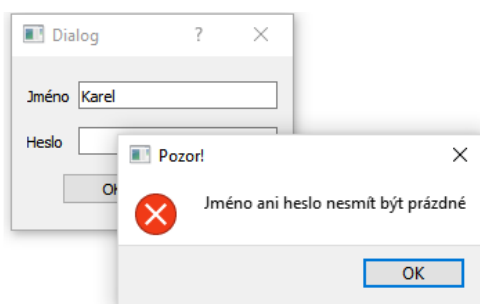 Dialog ?
Jméno Karel
Heslo
Pozor!
Jméno ani heslo nesmít být prázdné
OK